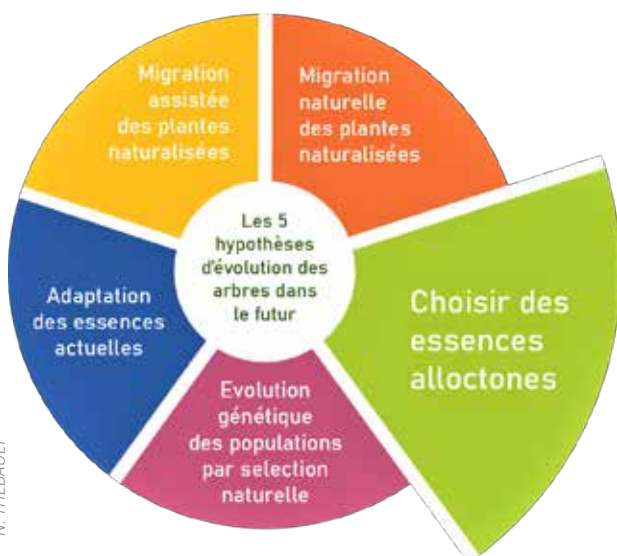 Migration
assistée
des plantes
naturalisées
Migration
naturelle
des plantes
naturalisées
Les 5
hypothèses
d'évolution des
arbres dans
le futur
Choisir des
essences
alloctones
Adaptation
des essences
actuelles
Evolution
génétique
des populations
par selection
naturelle
N. THEBAULT